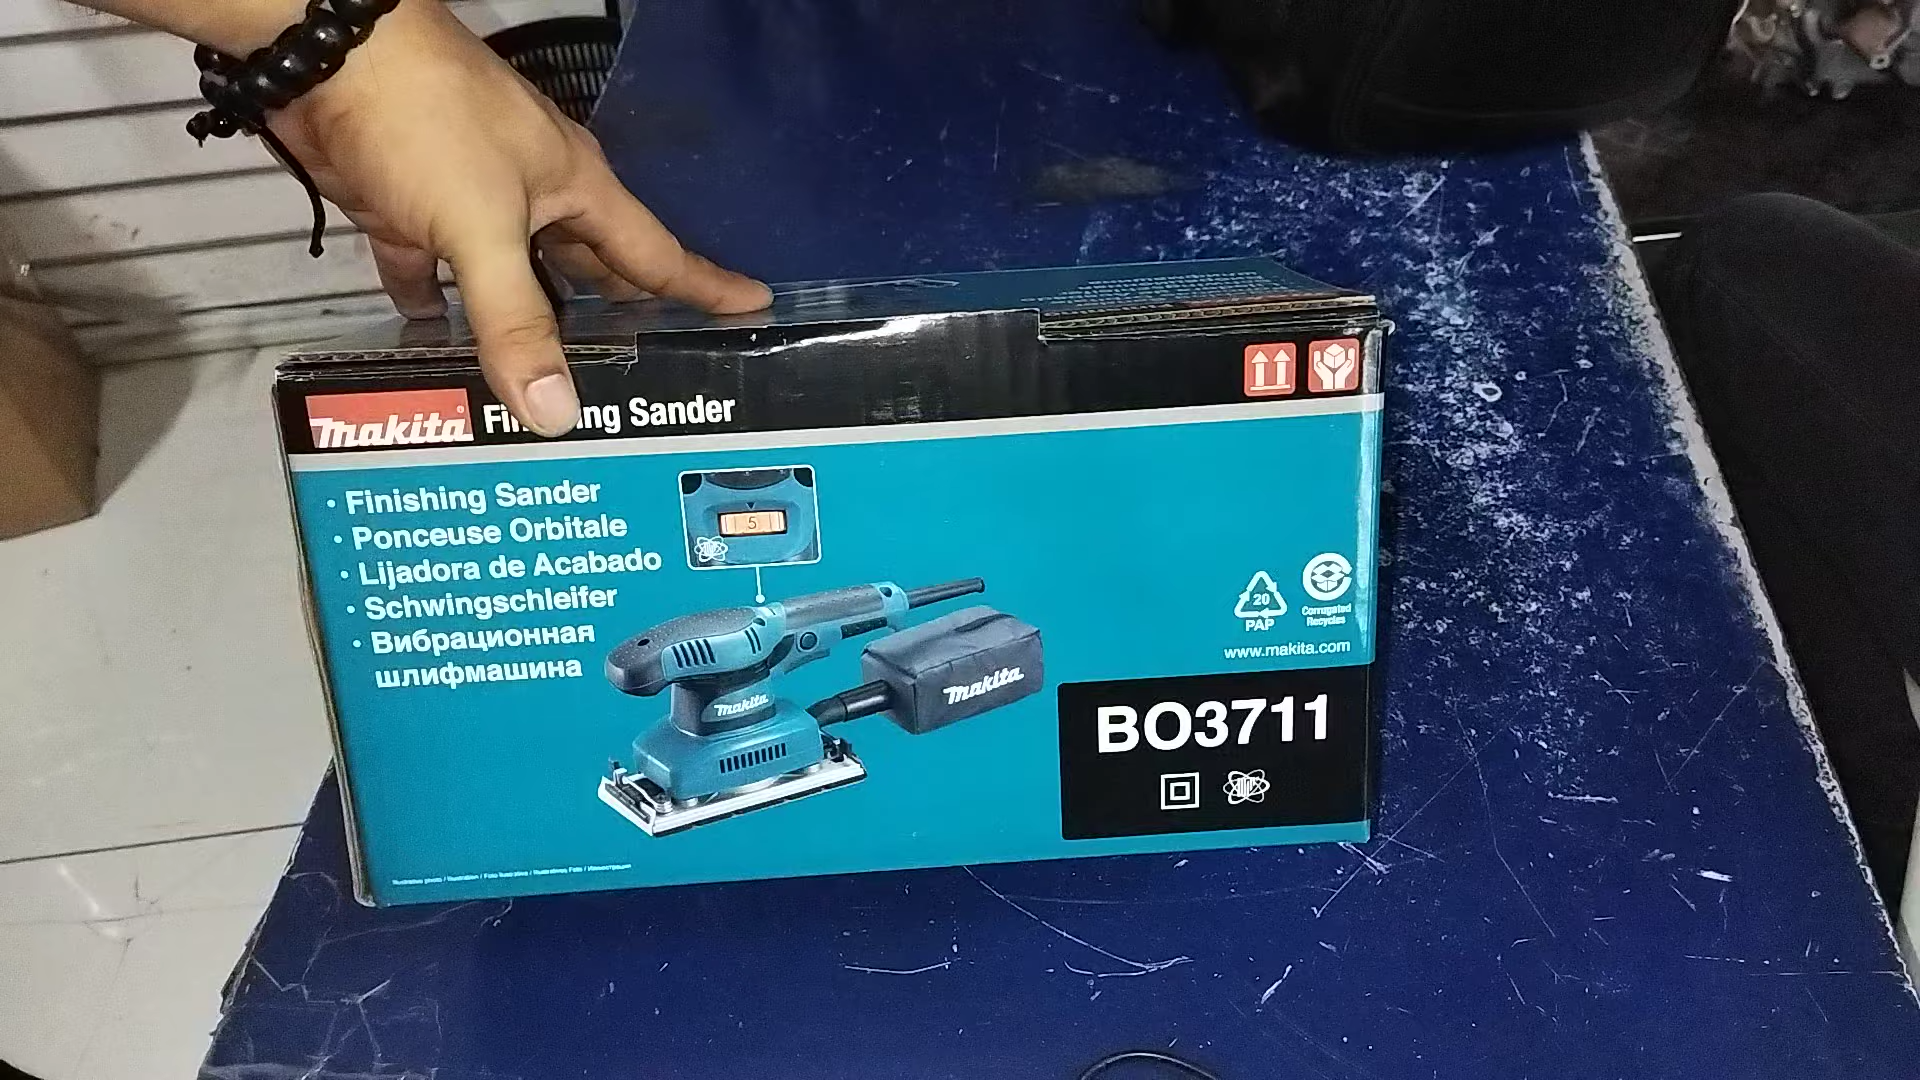 makita Fin ing Sander
• Finishing Sander
• Ponceuse Orbitale
• Lijadora de Acabado
• Schwingschleifer
• Вибрационная
шлифмашина
5
makita
makita
20
PAP
Corrugated
Recycles
www.makita.com
BO3711